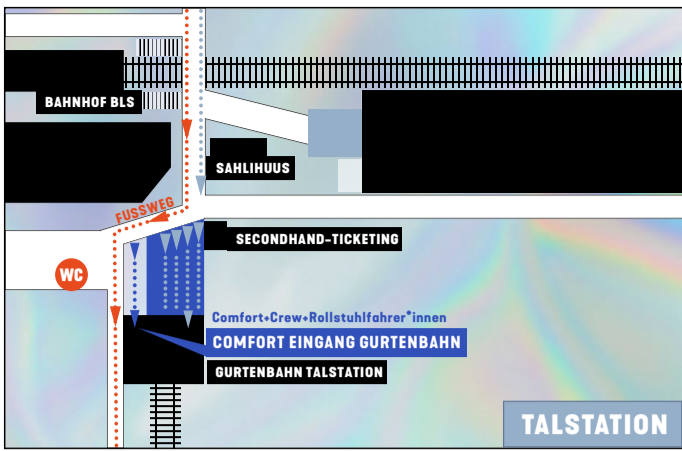 BAHNHOF BLS
SAHLIHUUS
FUSSWEG
SECONDHAND-TICKETING
WC
Comfort+Crew+Rollstuhlfahrer*innen
COMFORT EINGANG GURTENBAHN
GURTENBAHN TALSTATION
TALSTATION